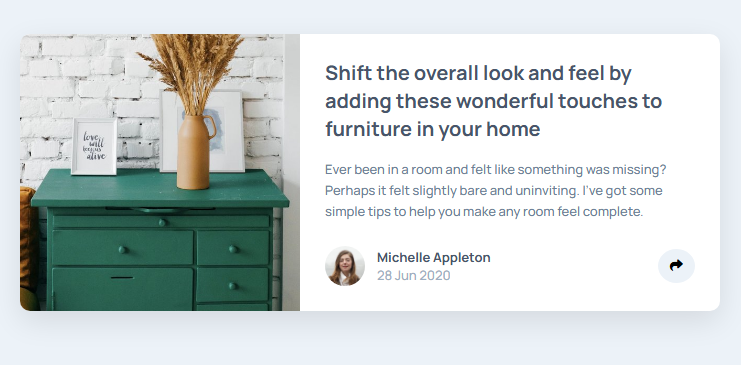 love
will
always
alive
Shift the overall look and feel by
adding these wonderful touches to
furniture in your home
Ever been in a room and felt like something was missing?
Perhaps it felt slightly bare and uninviting. I've got some
simple tips to help you make any room feel complete.
Michelle Appleton
28 Jun 2020